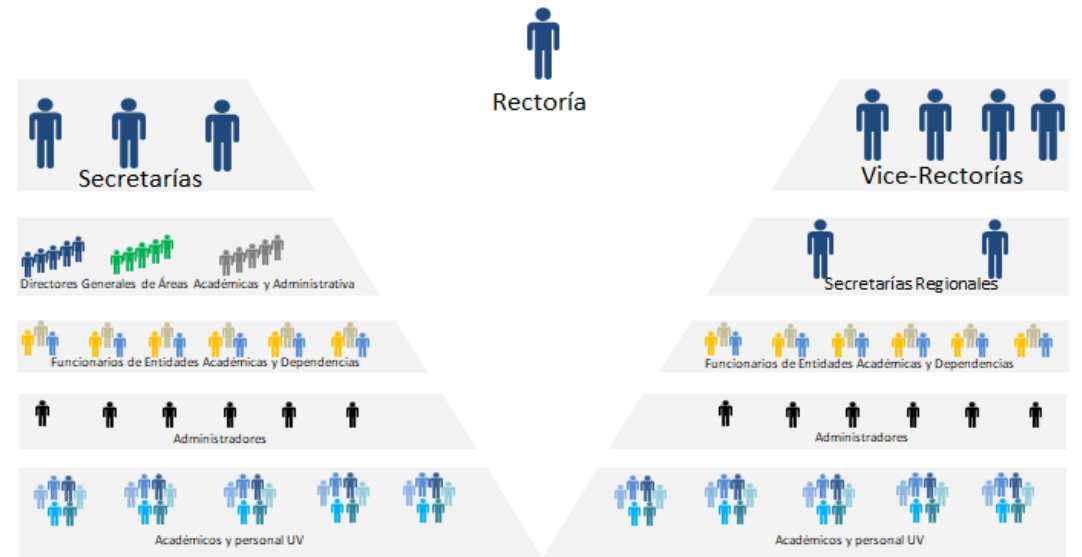 Rectoría
Secretarías
Vice-Rectorías
Directores Generales de Áreas Académicas y Administrativa
Secretarías Regionales
Funcionarios de Entidades Académicas y Dependencias
Funcionarios de Entidades Académicas y Dependencias
Administradores
Administradores
Académicos y personal UV
Académicos y personal UV